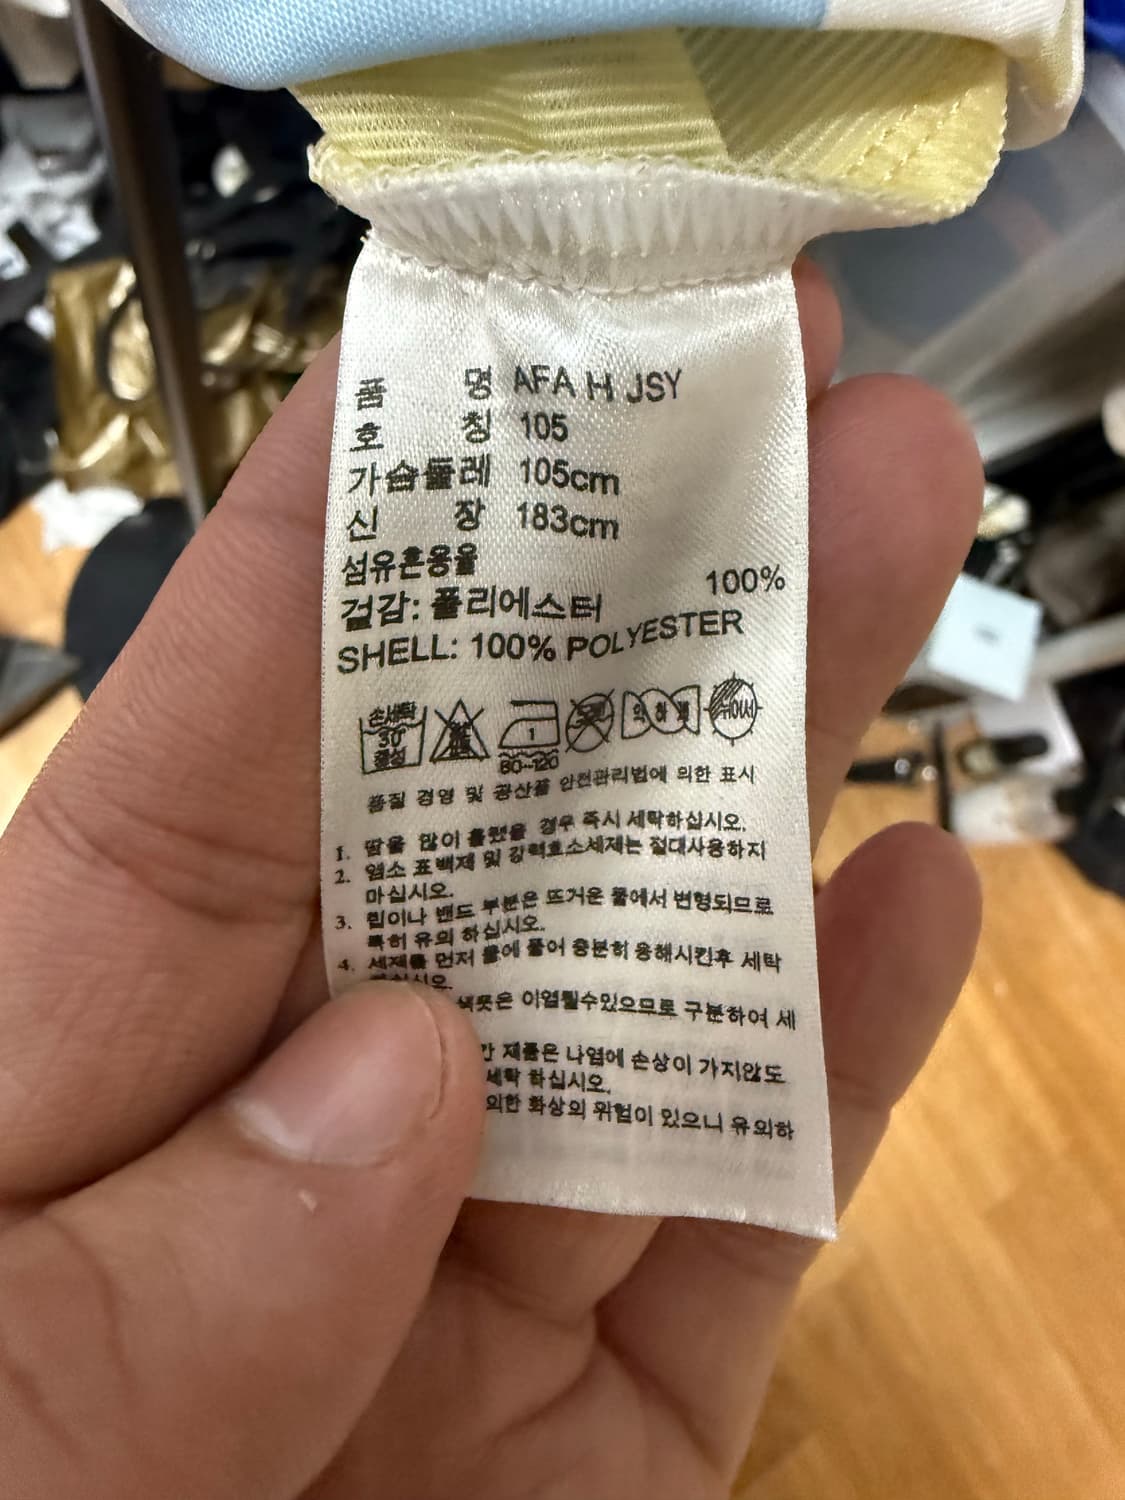 품 명 AFA H JSY
호 칭 105
가슴둘레 105cm
신 장 183cm
섬유혼용율
겉감: 폴리에스터 100%
SHELL: 100% POLYESTER
손세탁
30°
중성
1
80~120
품질 경영 및 공산품 안전관리법에 의한 표시
1. 땀을 많이 흘렸을 경우 즉시 세탁하십시오.
2. 염소 표백제 및 강력효소세제는 절대사용하지
마십시오.
3. 립이나 밴드 부분은 뜨거운 물에서 변형되므로
특히 유의 하십시오.
4. 세제를 먼저 물에 풀어 충분히 용해시킨후 세탁
하십시오.
색옷은 이염될수있으므로 구분하여 세
제품은 나염에 손상이 가지않도
세탁 하십시오.
의한 화상의 위험이 있으니 유의하